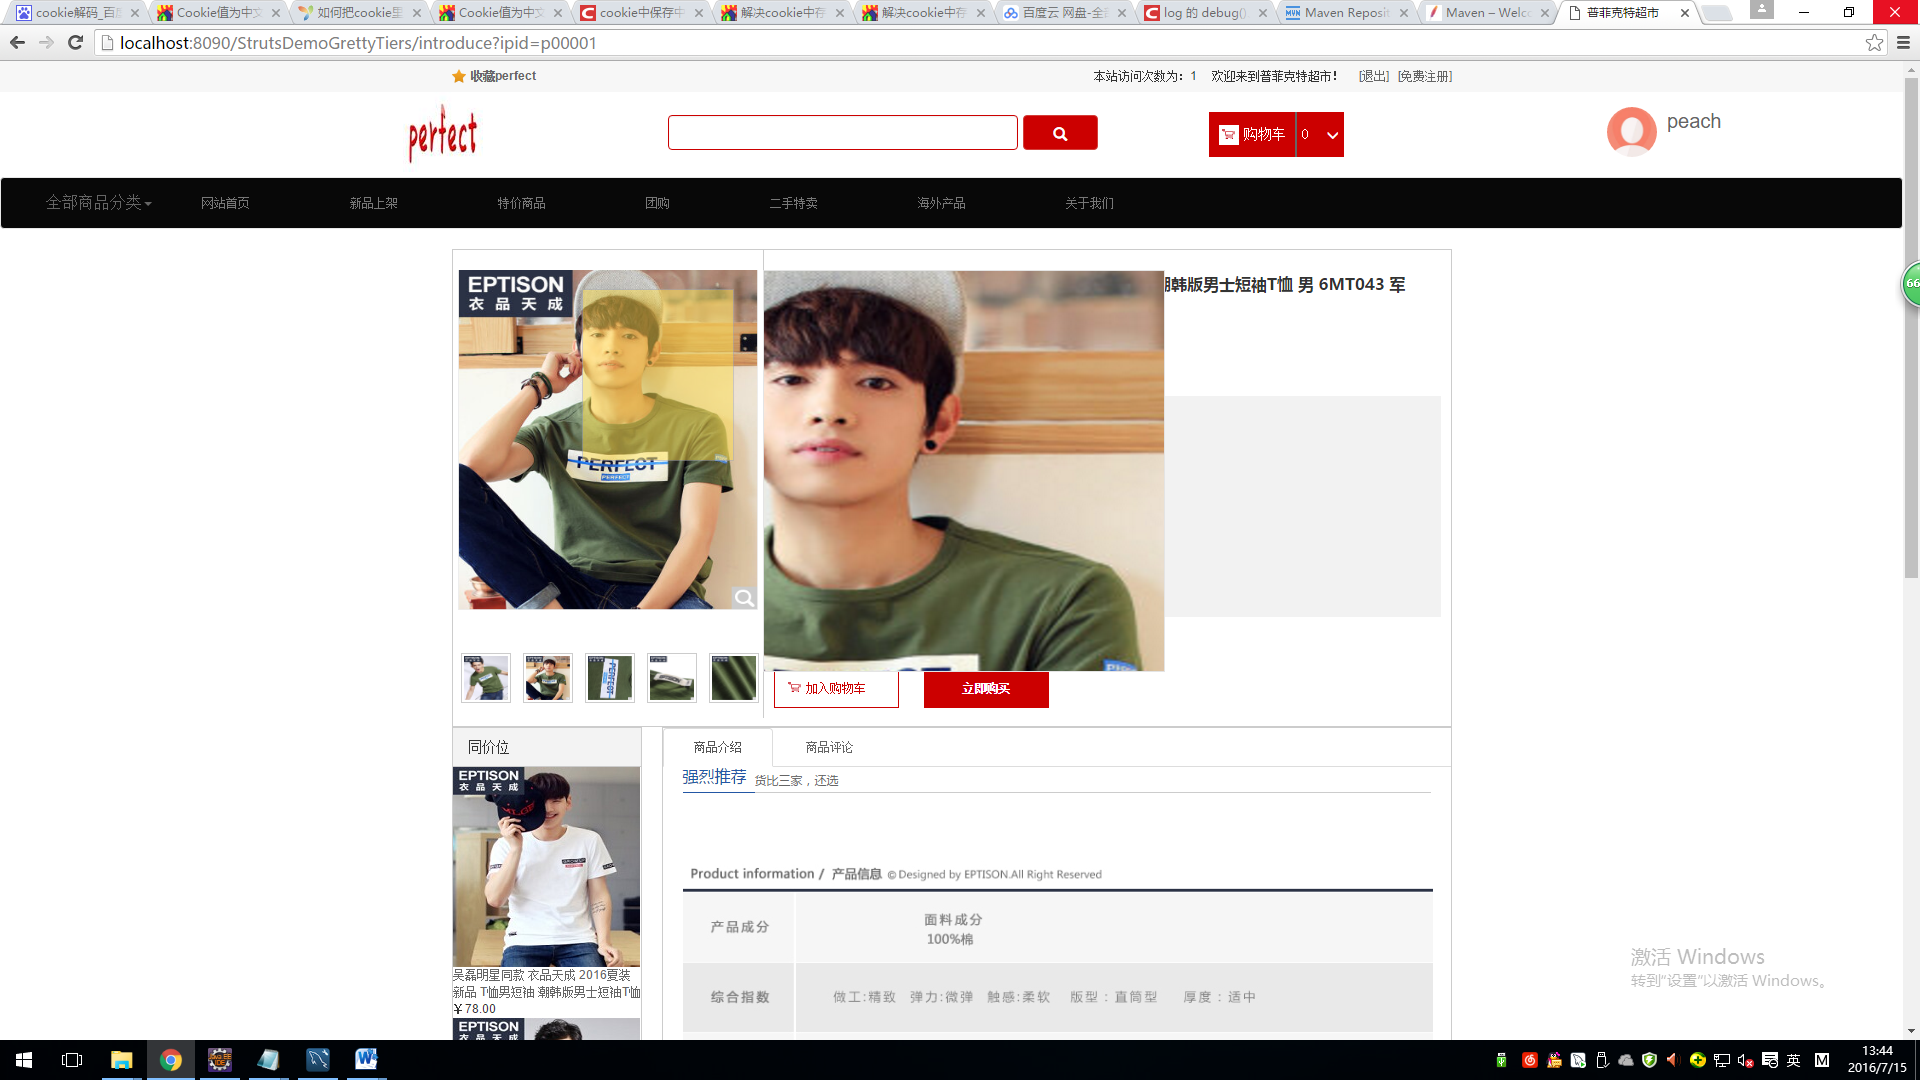 cookie解码_百度
Cookie值为中文
如何把cookie里
Cookie值为中文
cookie中保存中
解决cookie中存
解决cookie中存
百度云 网盘-全部
log 的 debug()
Maven Reposit
Maven – Welco
普菲克特超市
localhost:8090/StrutsDemoGrettyTiers/introduce?ipid=p00001
收藏perfect
本站访问次数为：1 欢迎来到普菲克特超市！ [退出] [免费注册]
perfect
购物车 0
peach
全部商品分类 网站首页 新品上架 特价商品 团购 二手特卖 海外产品 关于我们
EPTISON
衣品天成
潮韩版男士短袖T恤 男 6MT043 军
66
PERFECT
PERFECT
加入购物车 立即购买
同价位
商品介绍 商品评论
强烈推荐 货比三家，还选
EPTISON
衣品天成
吴磊明星同款 衣品天成 2016夏装
新品 T恤男短袖 潮韩版男士短袖T恤
￥78.00
EPTISON
衣品天成
Product information / 产品信息 © Designed by EPTISON.All Right Reserved
产品成分
面料成分
100%棉
综合指数 做工:精致 弹力:微弹 触感:柔软 版型：直筒型 厚度：适中
激活 Windows
转到“设置”以激活 Windows。
英
M
13:44
2016/7/15